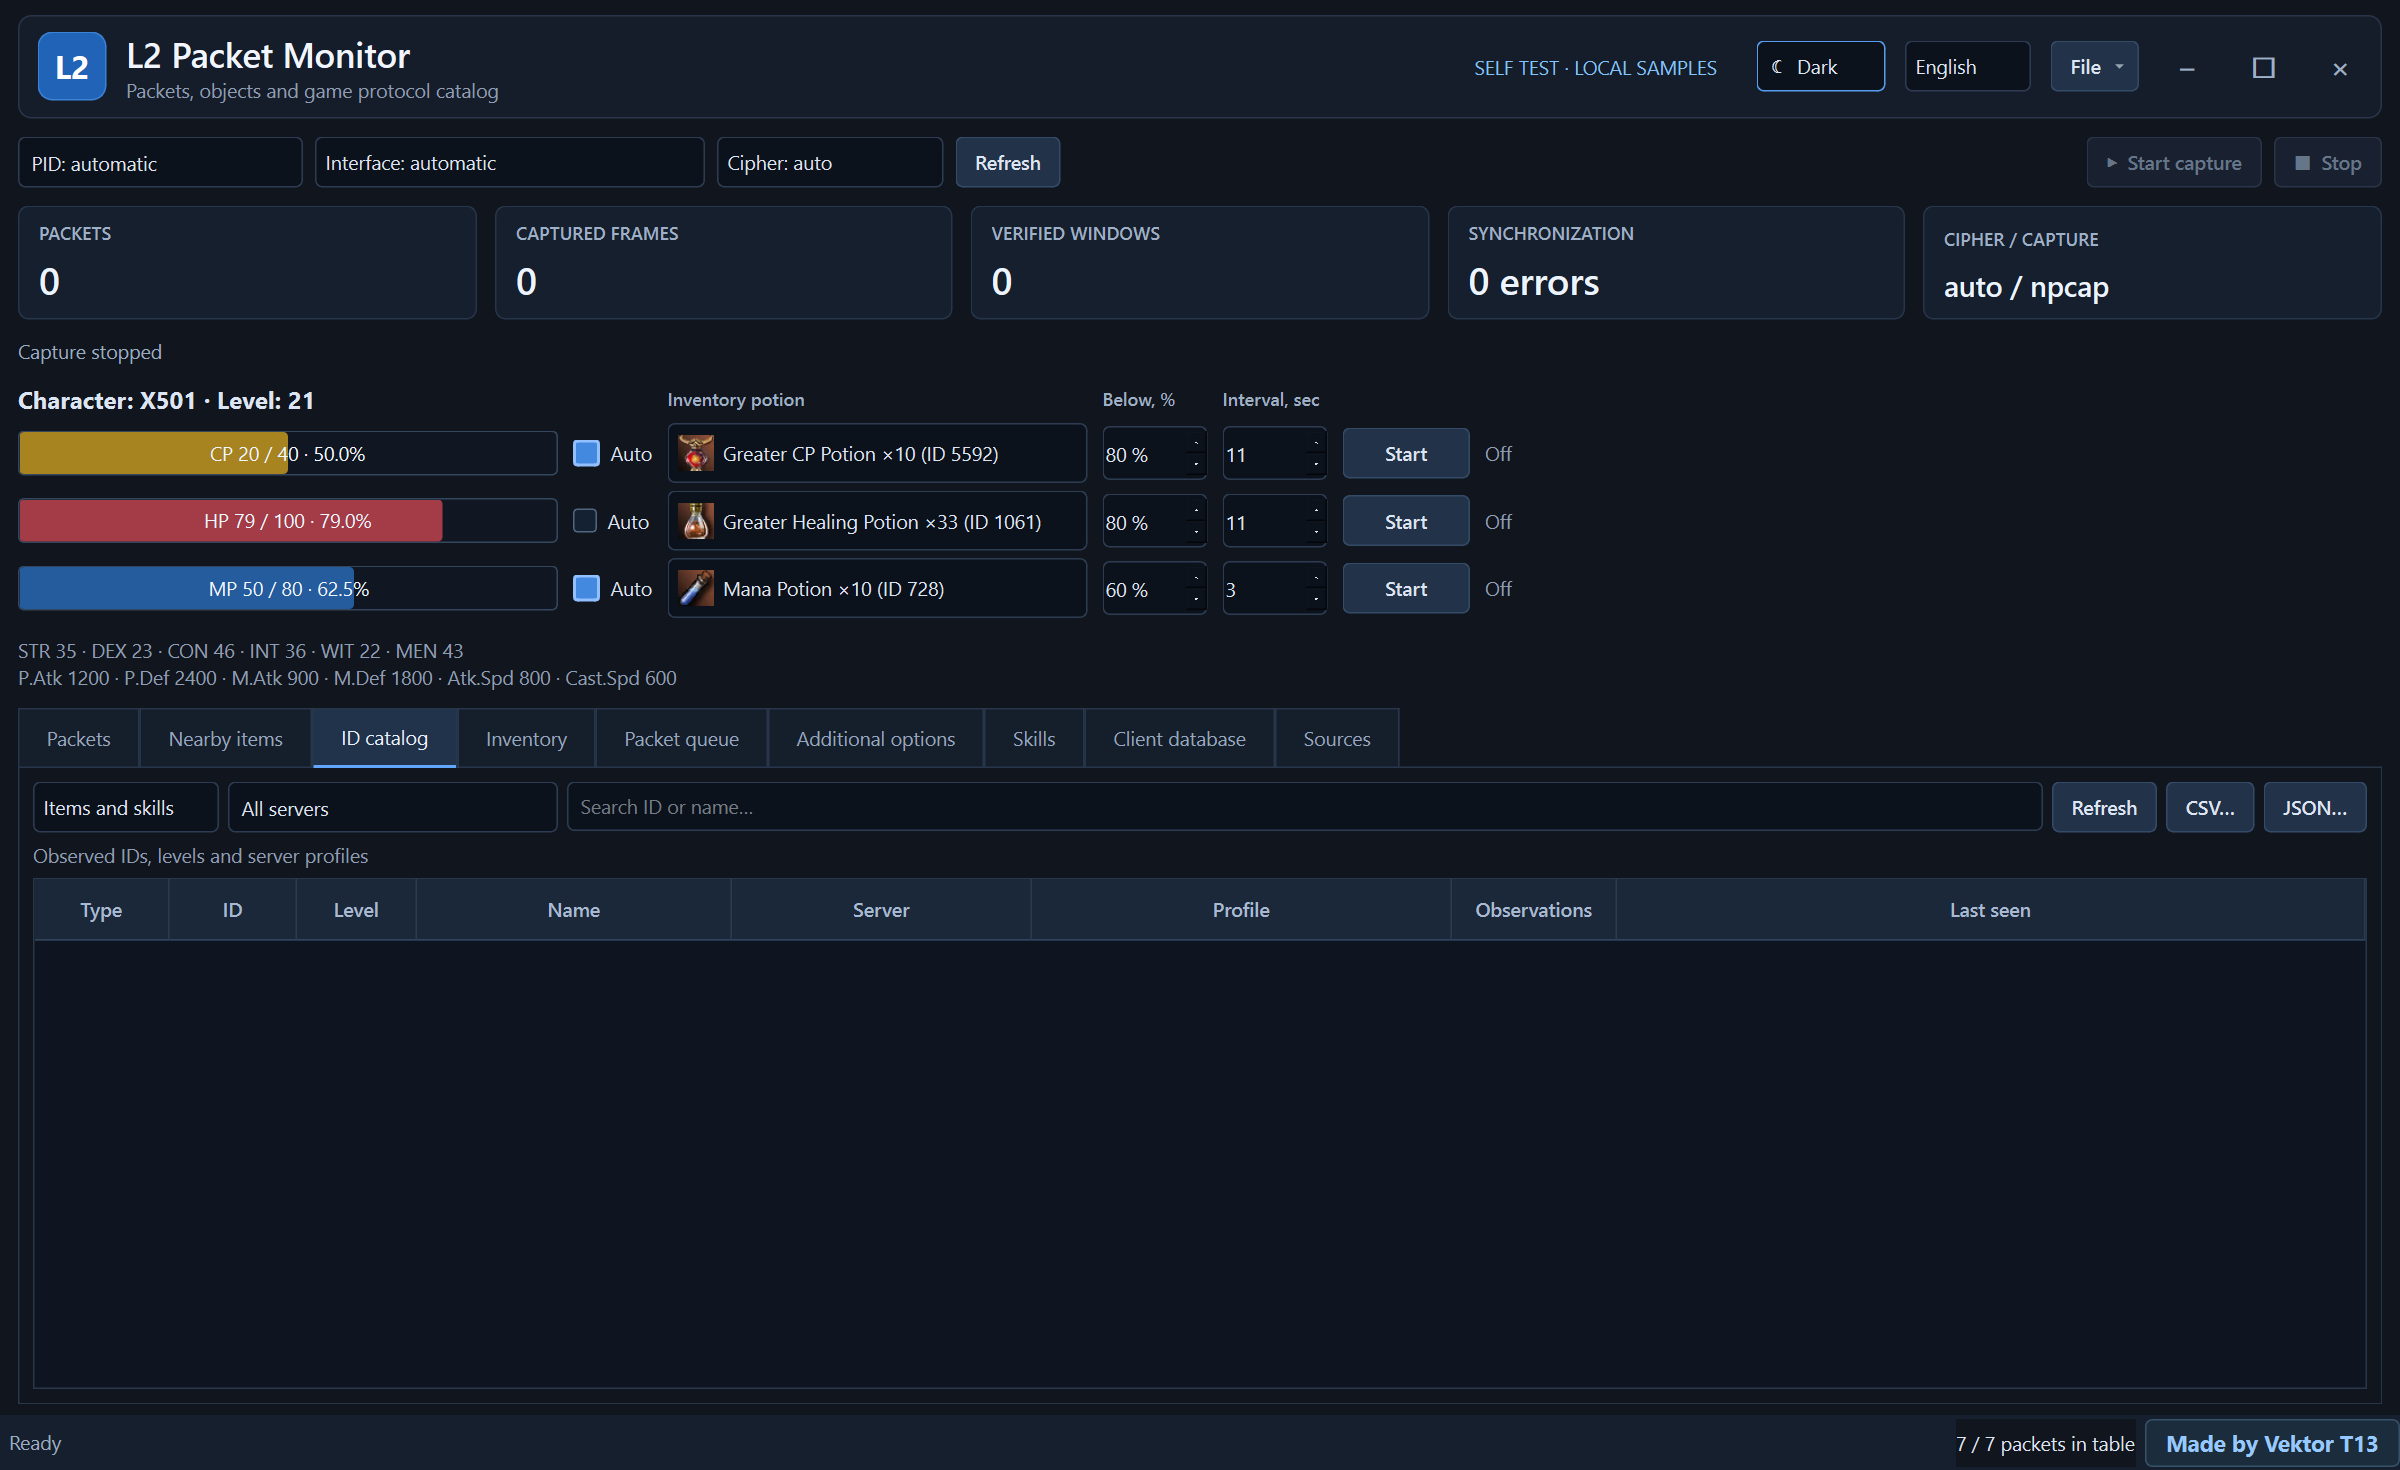 L2
L2 Packet Monitor
Packets, objects and game protocol catalog
SELF TEST · LOCAL SAMPLES
☾ Dark
English
File
PID: automatic
Interface: automatic
Cipher: auto
Refresh
Start capture
Stop
PACKETS
0
CAPTURED FRAMES
0
VERIFIED WINDOWS
0
SYNCHRONIZATION
0 errors
CIPHER / CAPTURE
auto / npcap
Capture stopped
Character: X501 · Level: 21
Inventory potion
Below, %
Interval, sec
CP 20 / 40 · 50.0%
Auto
Greater CP Potion ×10 (ID 5592)
80 %
11
Start
Off
HP 79 / 100 · 79.0%
Auto
Greater Healing Potion ×33 (ID 1061)
80 %
11
Start
Off
MP 50 / 80 · 62.5%
Auto
Mana Potion ×10 (ID 728)
60 %
3
Start
Off
STR 35 · DEX 23 · CON 46 · INT 36 · WIT 22 · MEN 43
P.Atk 1200 · P.Def 2400 · M.Atk 900 · M.Def 1800 · Atk.Spd 800 · Cast.Spd 600
Packets
Nearby items
ID catalog
Inventory
Packet queue
Additional options
Skills
Client database
Sources
Items and skills
All servers
Search ID or name...
Refresh
CSV...
JSON...
Observed IDs, levels and server profiles
Type
ID
Level
Name
Server
Profile
Observations
Last seen
Ready
7 / 7 packets in table
Made by Vektor T13